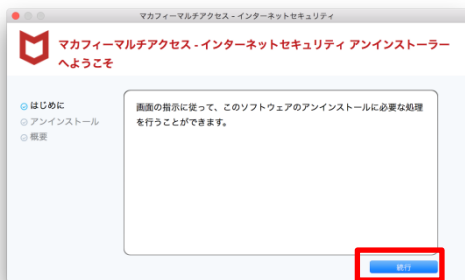 マカフィーマルチアクセス - インターネットセキュリティ
マカフィーマルチアクセス - インターネットセキュリティ アンインストーラー
へようこそ
はじめに
アンインストール
概要
画面の指示に従って、このソフトウェアのアンインストールに必要な処理
を行うことができます。
続行